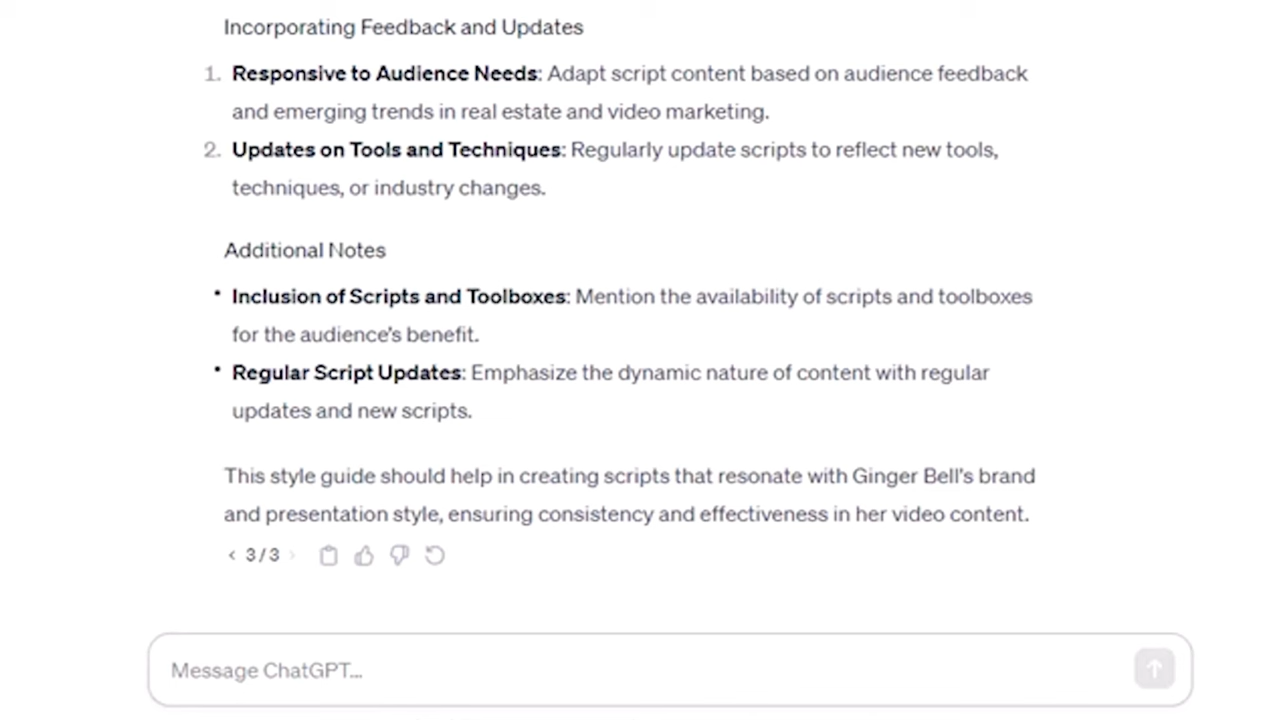 Incorporating Feedback and Updates
1. Responsive to Audience Needs: Adapt script content based on audience feedback
and emerging trends in real estate and video marketing.
2. Updates on Tools and Techniques: Regularly update scripts to reflect new tools,
techniques, or industry changes.
Additional Notes
• Inclusion of Scripts and Toolboxes: Mention the availability of scripts and toolboxes
for the audience's benefit.
• Regular Script Updates: Emphasize the dynamic nature of content with regular
updates and new scripts.
This style guide should help in creating scripts that resonate with Ginger Bell's brand
and presentation style, ensuring consistency and effectiveness in her video content.
< 3/3 >
Message ChatGPT...